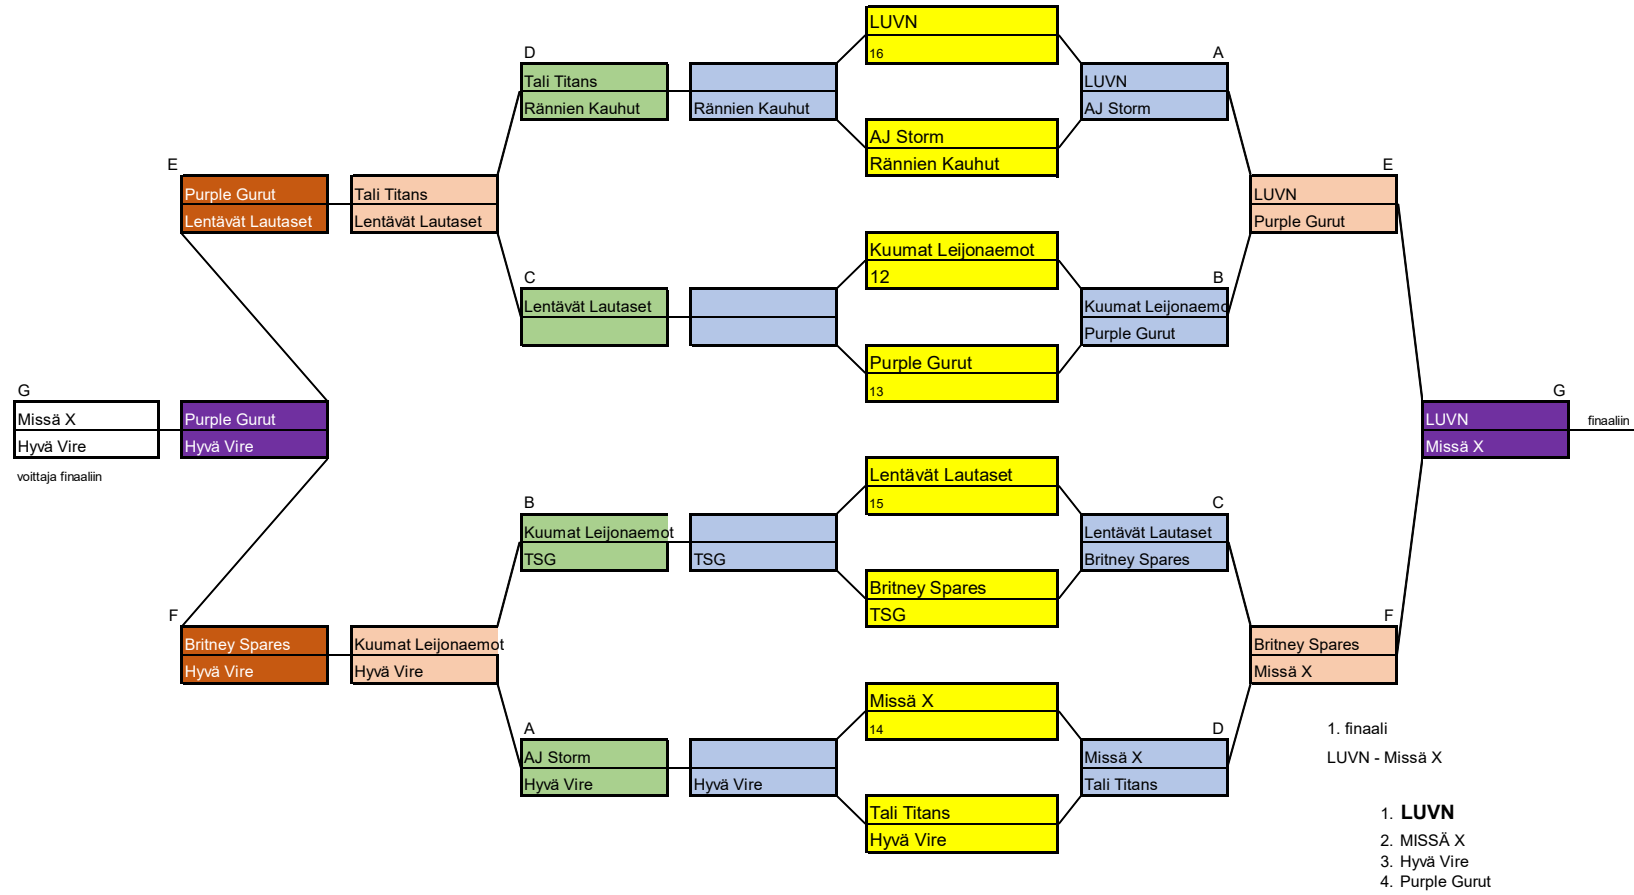 LUVN
16
D
A
Tali Titans
Rännien Kauhut
Rännien Kauhut
LUVN
AJ Storm
AJ Storm
Rännien Kauhut
E
Purple Gurut
Lentävät Lautaset
Tali Titans
Lentävät Lautaset
E
LUVN
Purple Gurut
Kuumat Leijonaemot
12
C
Lentävät Lautaset
B
Kuumat Leijonaemo
Purple Gurut
Purple Gurut
13
G
Missä X
Hyvä Vire
voittaja finaaliin
Purple Gurut
Hyvä Vire
G
LUVN
Missä X
finaaliin
Lentävät Lautaset
15
B
Kuumat Leijonaemot
TSG
TSG
C
Lentävät Lautaset
Britney Spares
Britney Spares
TSG
F
Britney Spares
Hyvä Vire
Kuumat Leijonaemot
Hyvä Vire
F
Britney Spares
Missä X
Missä X
14
A
AJ Storm
Hyvä Vire
Hyvä Vire
D
Missä X
Tali Titans
Tali Titans
Hyvä Vire
1. finaali
LUVN - Missä X
1. LUVN
2. MISSÄ X
3. Hyvä Vire
4. Purple Gurut